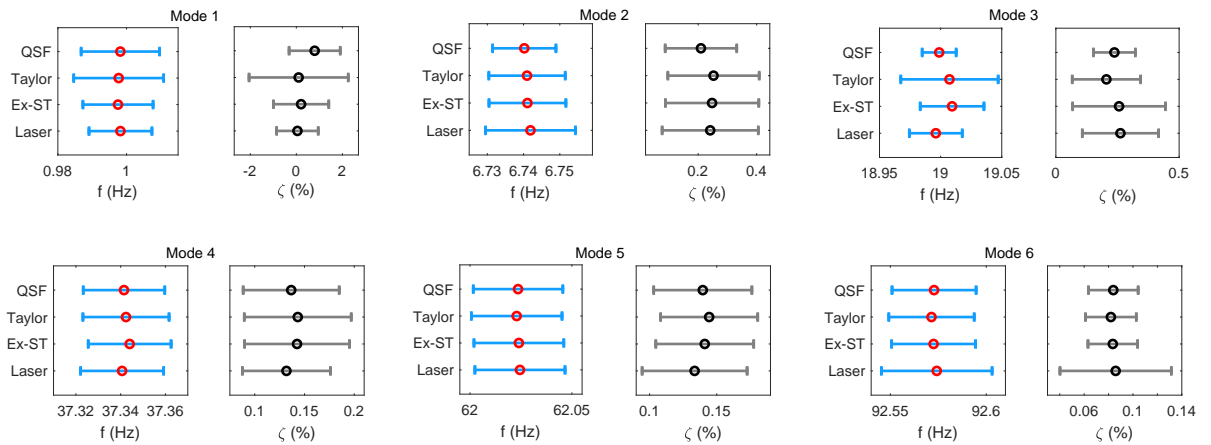 Mode 1
QSF
Taylor
Ex-ST
Laser
0.98 1
f (Hz)
-2 0 2
ζ (%)
Mode 2
QSF
Taylor
Ex-ST
Laser
6.73 6.74 6.75
f (Hz)
0.2 0.4
ζ (%)
Mode 3
QSF
Taylor
Ex-ST
Laser
18.95 19 19.05
f (Hz)
0 0.5
ζ (%)
Mode 4
QSF
Taylor
Ex-ST
Laser
37.32 37.34 37.36
f (Hz)
0.1 0.15 0.2
ζ (%)
Mode 5
QSF
Taylor
Ex-ST
Laser
62 62.05
f (Hz)
0.1 0.15
ζ (%)
Mode 6
QSF
Taylor
Ex-ST
Laser
92.55 92.6
f (Hz)
0.06 0.1 0.14
ζ (%)